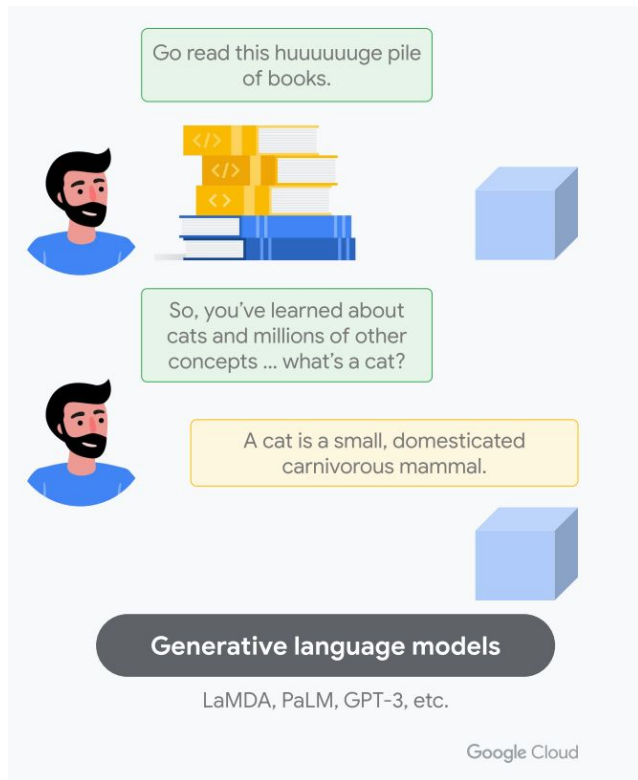 Go read this huuuuuuge pile
of books.
</>
</>
<>
So, you've learned about
cats and millions of other
concepts ... what's a cat?
A cat is a small, domesticated
carnivorous mammal.
Generative language models
LaMDA, PaLM, GPT-3, etc.
Google Cloud